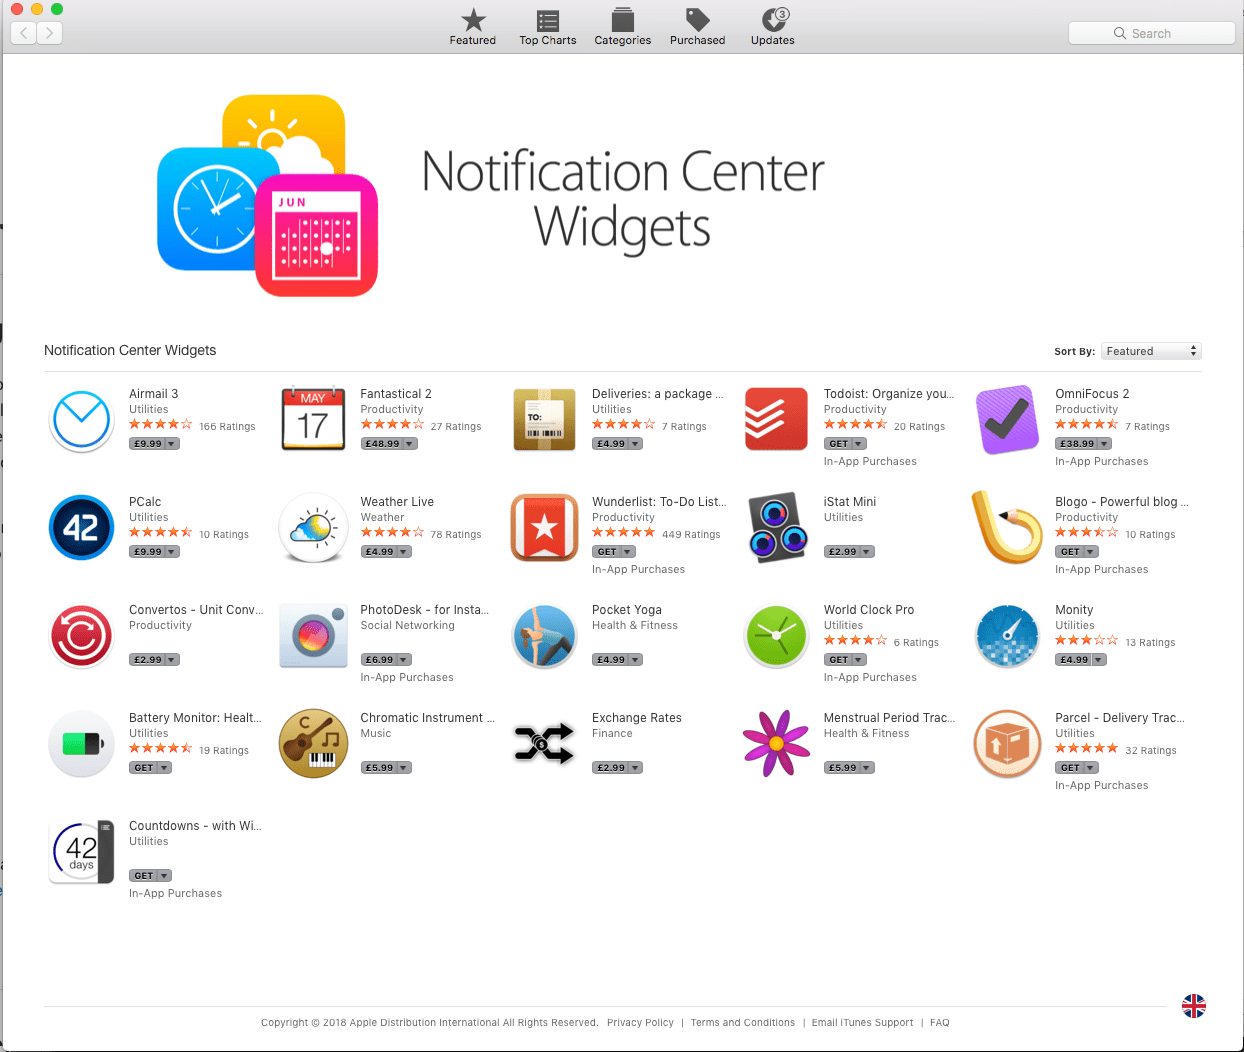 Featured
Top Charts
Categories
Purchased
3
Updates
Search
JUN
Notification Center
Widgets
Notification Center Widgets
Sort By: Featured
Airmail 3
Utilities
166 Ratings
£9.99
MAY
17
Fantastical 2
Productivity
27 Ratings
£48.99
TO:
Deliveries: a package ...
Utilities
7 Ratings
£4.99
Todoist: Organize you...
Productivity
20 Ratings
GET
In-App Purchases
OmniFocus 2
Productivity
7 Ratings
£38.99
In-App Purchases
42
PCalc
Utilities
10 Ratings
£9.99
Weather Live
Weather
78 Ratings
£4.99
Wunderlist: To-Do List...
Productivity
449 Ratings
GET
In-App Purchases
iStat Mini
Utilities
£2.99
Blogo - Powerful blog ...
Productivity
10 Ratings
GET
In-App Purchases
Convertos - Unit Conv...
Productivity
£2.99
PhotoDesk - for Insta...
Social Networking
£6.99
In-App Purchases
Pocket Yoga
Health & Fitness
£4.99
World Clock Pro
Utilities
6 Ratings
GET
In-App Purchases
Monity
Utilities
13 Ratings
£4.99
Battery Monitor: Healt...
Utilities
19 Ratings
GET
C
Chromatic Instrument ...
Music
£5.99
$
Exchange Rates
Finance
£2.99
Menstrual Period Trac...
Health & Fitness
£5.99
Parcel - Delivery Trac...
Utilities
32 Ratings
GET
In-App Purchases
42
days
Countdowns - with Wi...
Utilities
GET
In-App Purchases
Copyright © 2018 Apple Distribution International All Rights Reserved. Privacy Policy | Terms and Conditions | Email iTunes Support | FAQ